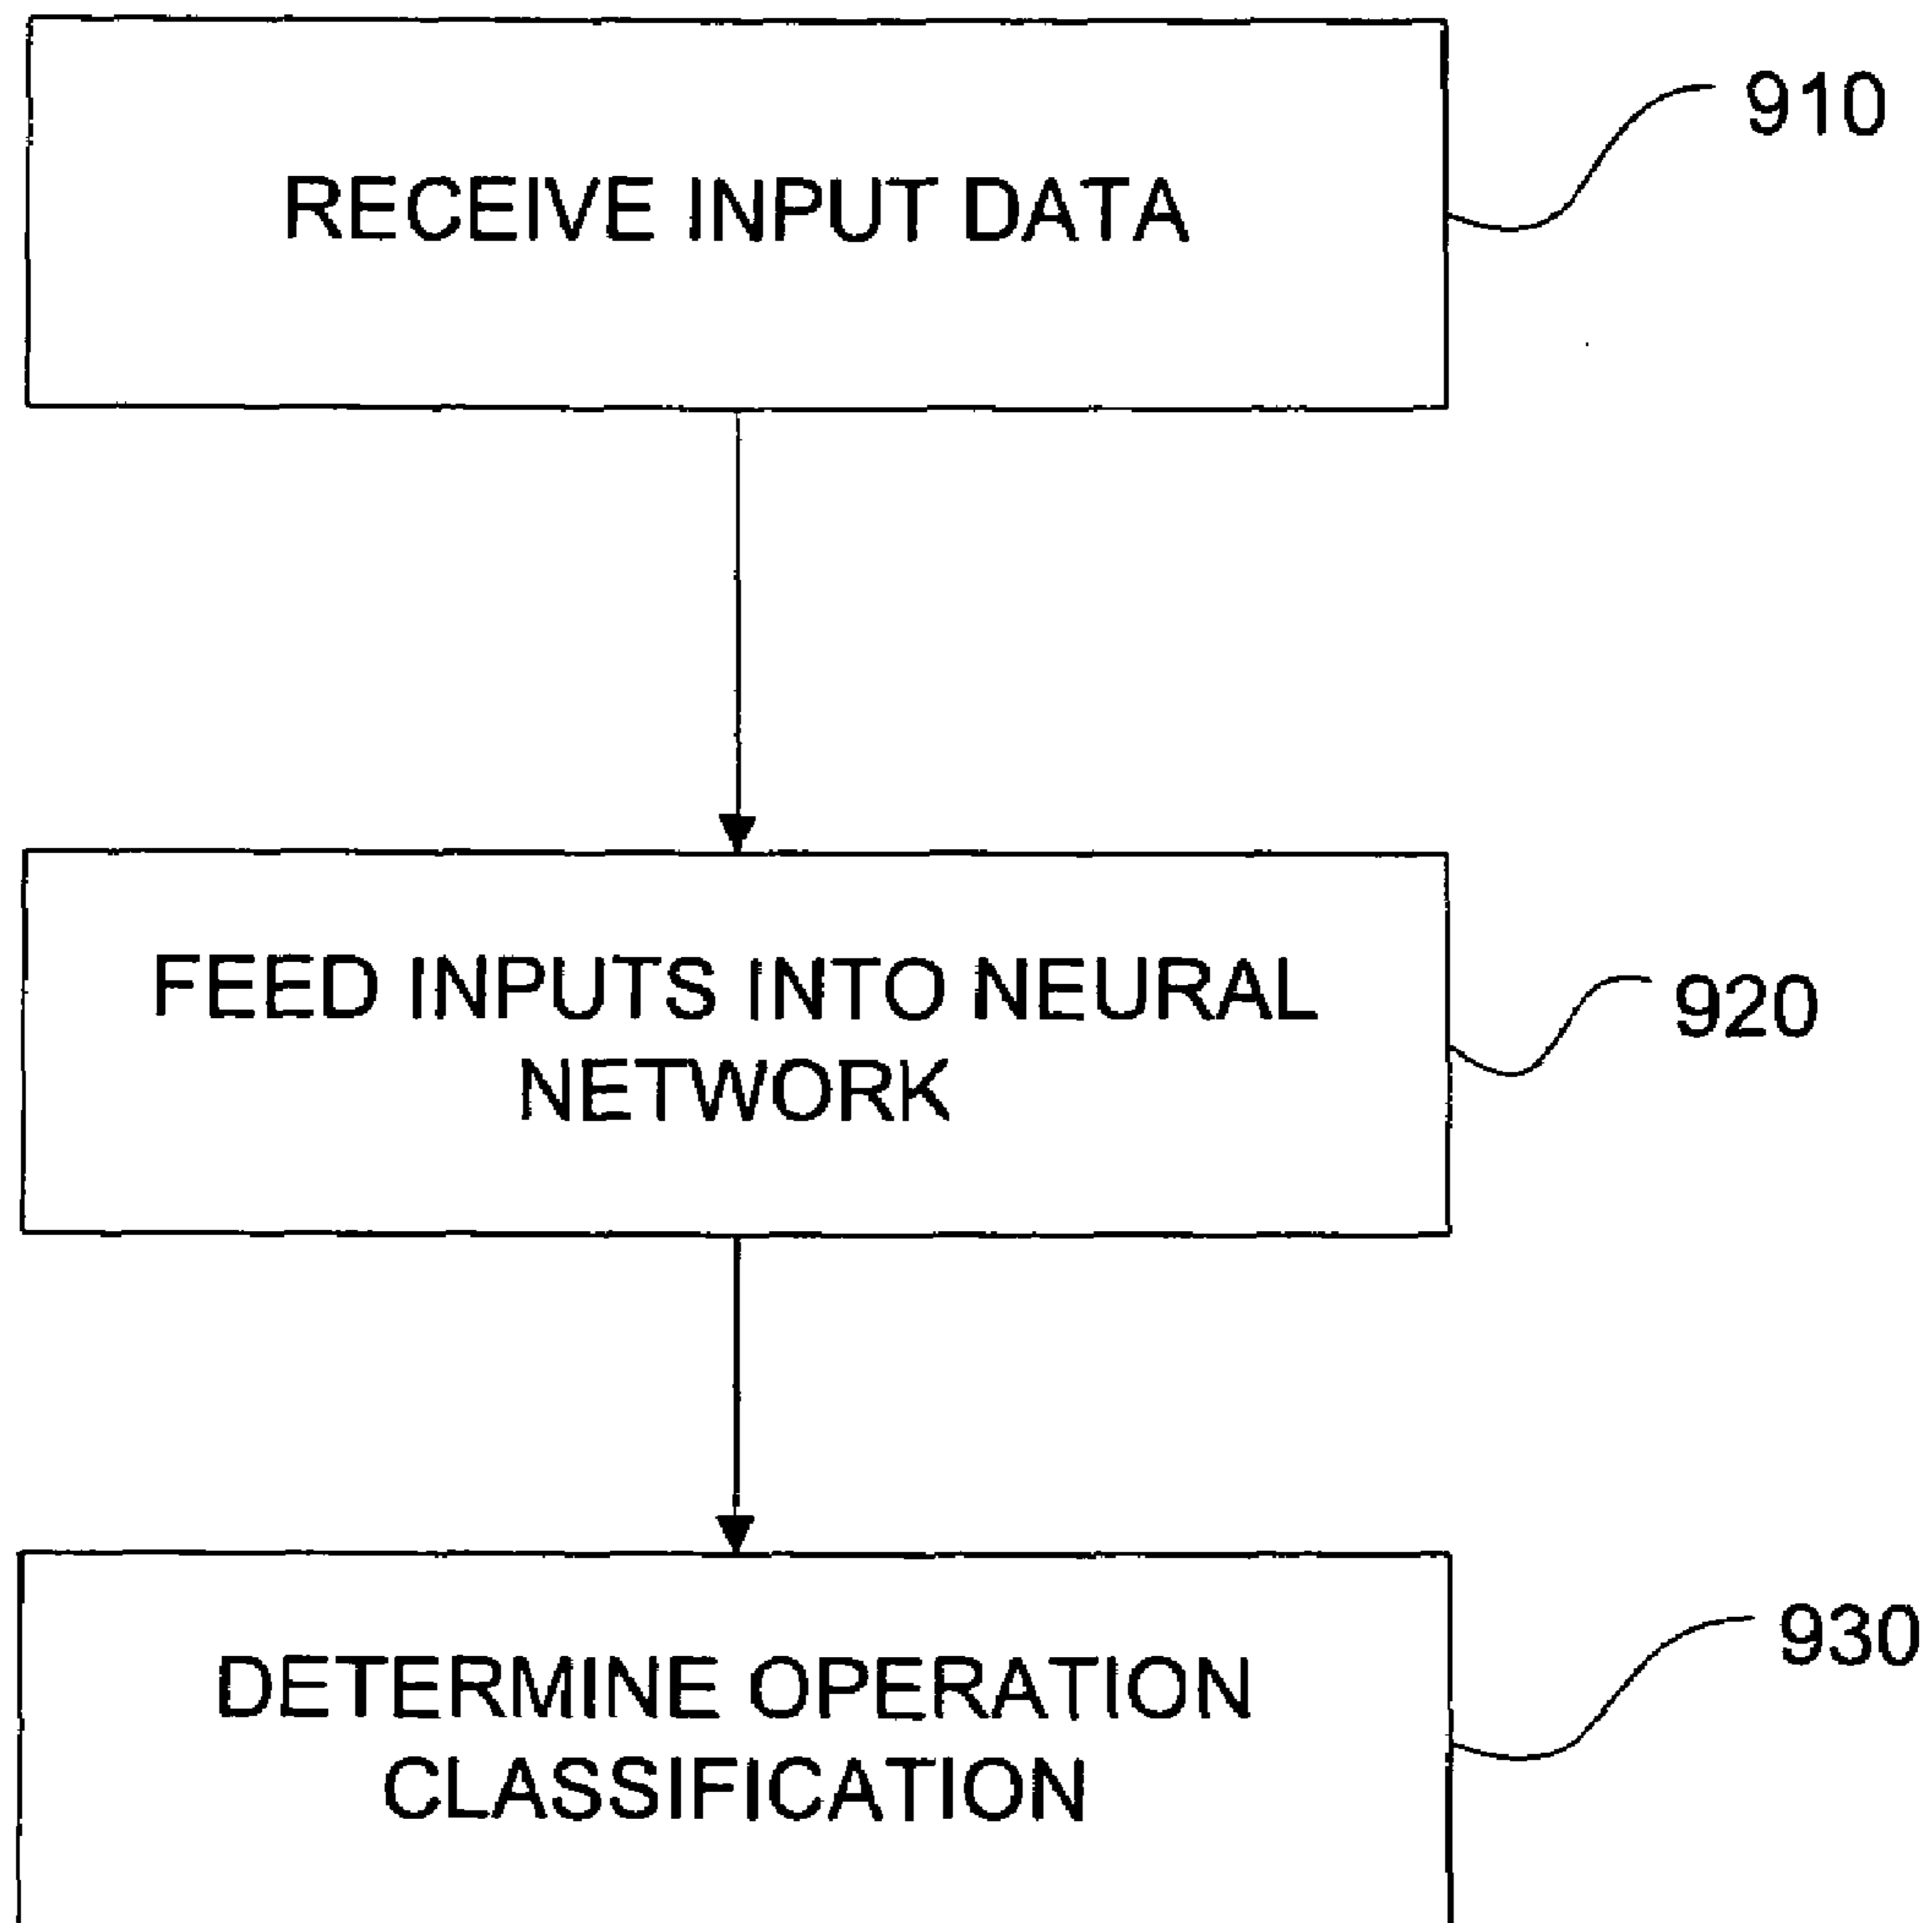 RECEIVE INPUT DATA
910
FEED INPUTS INTO NEURAL
NETWORK
920
DETERMINE OPERATION
CLASSIFICATION
930